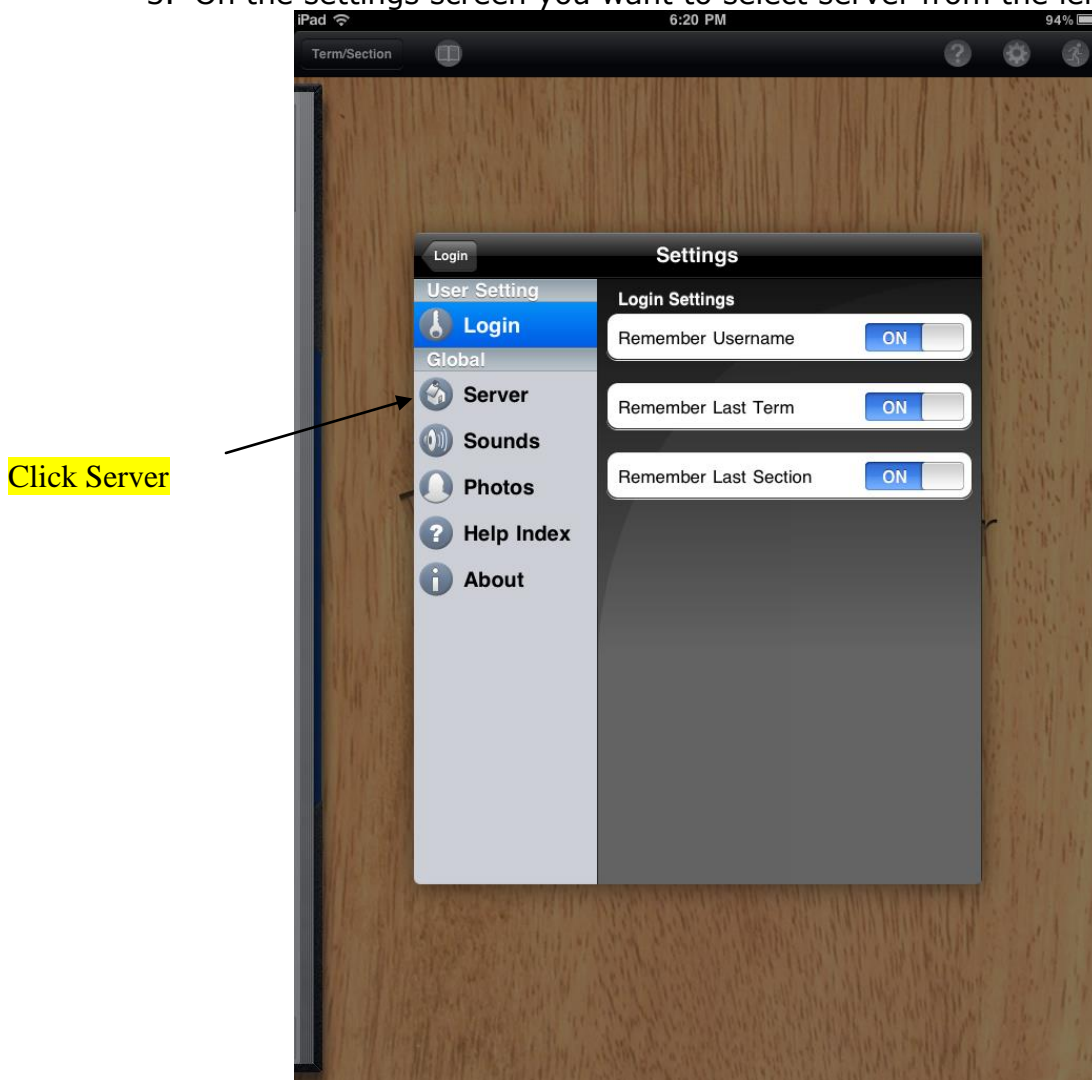 On the settings screen you want to select server from the
iPad 6:20 PM 94%
Term/Section
Login Settings
User Setting
Login
Global
Server
Sounds
Photos
Help Index
About
Login Settings
Remember Username ON
Remember Last Term ON
Remember Last Section ON
Click Server